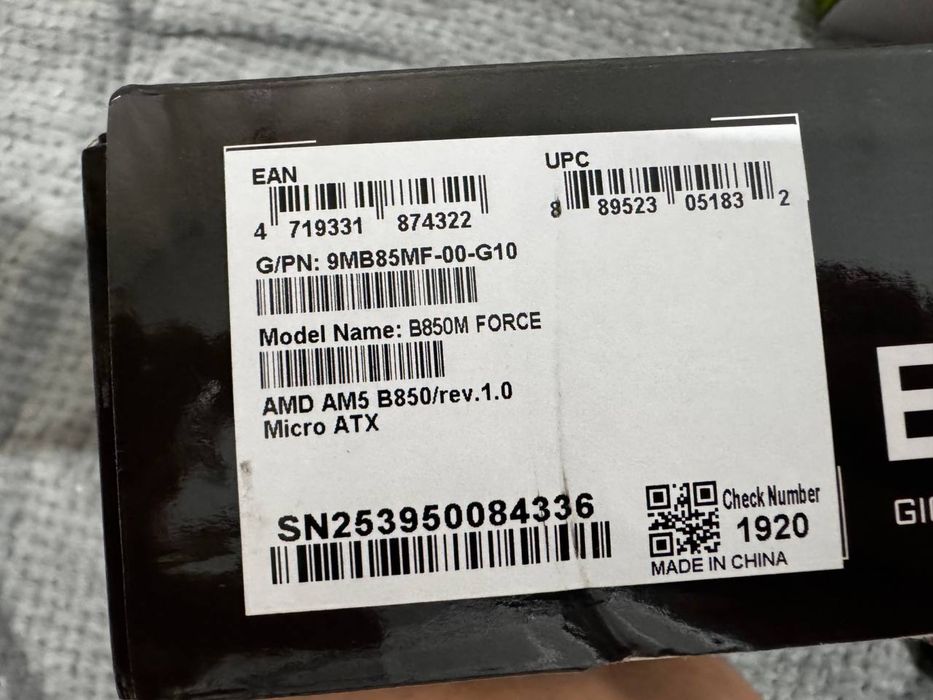 EAN
4 719331 874322
UPC
8 89523 05183 2
G/PN: 9MB85MF-00-G10
Model Name: B850M FORCE
AMD AM5 B850/rev.1.0
Micro ATX
SN253950084336
Check Number
1920
MADE IN CHINA